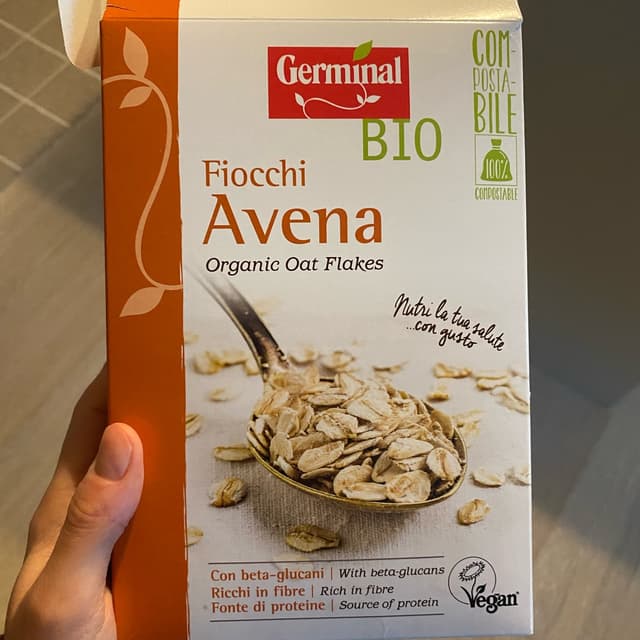 Germinal
BIO
COM-
POSTA-
BILE
100%
COMPOSTABLE
Fiocchi
Avena
Organic Oat Flakes
Nutri la tua salute
...con gusto
Con beta-glucani | With beta-glucans
Ricchi in fibre | Rich in fibre
Fonte di proteine | Source of protein
Vegan